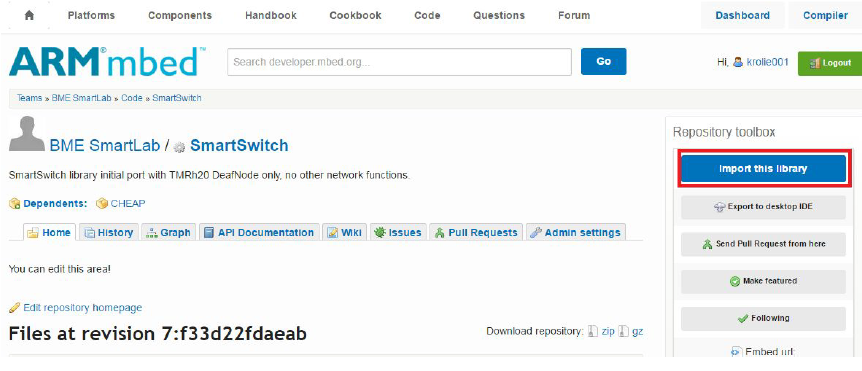 Platforms Components Handbook Cookbook Code Questions Forum Dashboard Compiler
ARM®mbed™
Search developer.mbed.org...
Go
Hi, krolie001
Logout
Teams » BME SmartLab » Code » SmartSwitch
BME SmartLab / SmartSwitch
SmartSwitch library initial port with TMRh20 DeafNode only, no other network functions.
Dependents: CHEAP
Home History Graph API Documentation Wiki Issues Pull Requests Admin settings
You can edit this area!
Edit repository homepage
Files at revision 7:f33d22fdaeab
Download repository: zip gz
Repository toolbox
Import this library
Export to desktop IDE
Send Pull Request from here
Make featured
Following
Embed url: